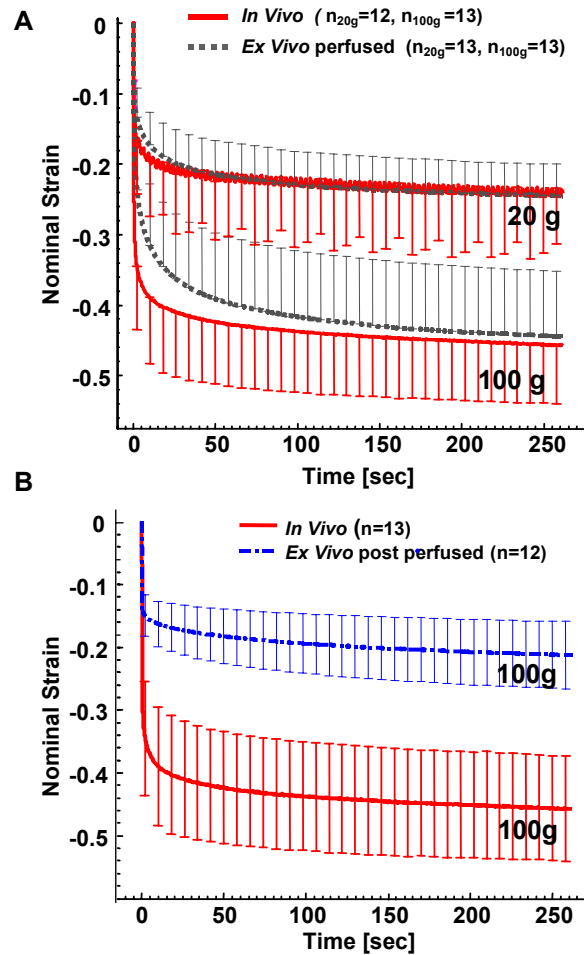 A
In Vivo ( n20g=12, n100g=13)
Ex Vivo perfused (n20g=13, n100g=13)
0
-0.1
-0.2
-0.3
-0.4
-0.5
Nominal Strain
20 g
100 g
0 50 100 150 200 250
Time [sec]
B
In Vivo (n=13)
Ex Vivo post perfused (n=12)
0
-0.1
-0.2
-0.3
-0.4
-0.5
Nominal Strain
100g
100g
0 50 100 150 200 250
Time [sec]